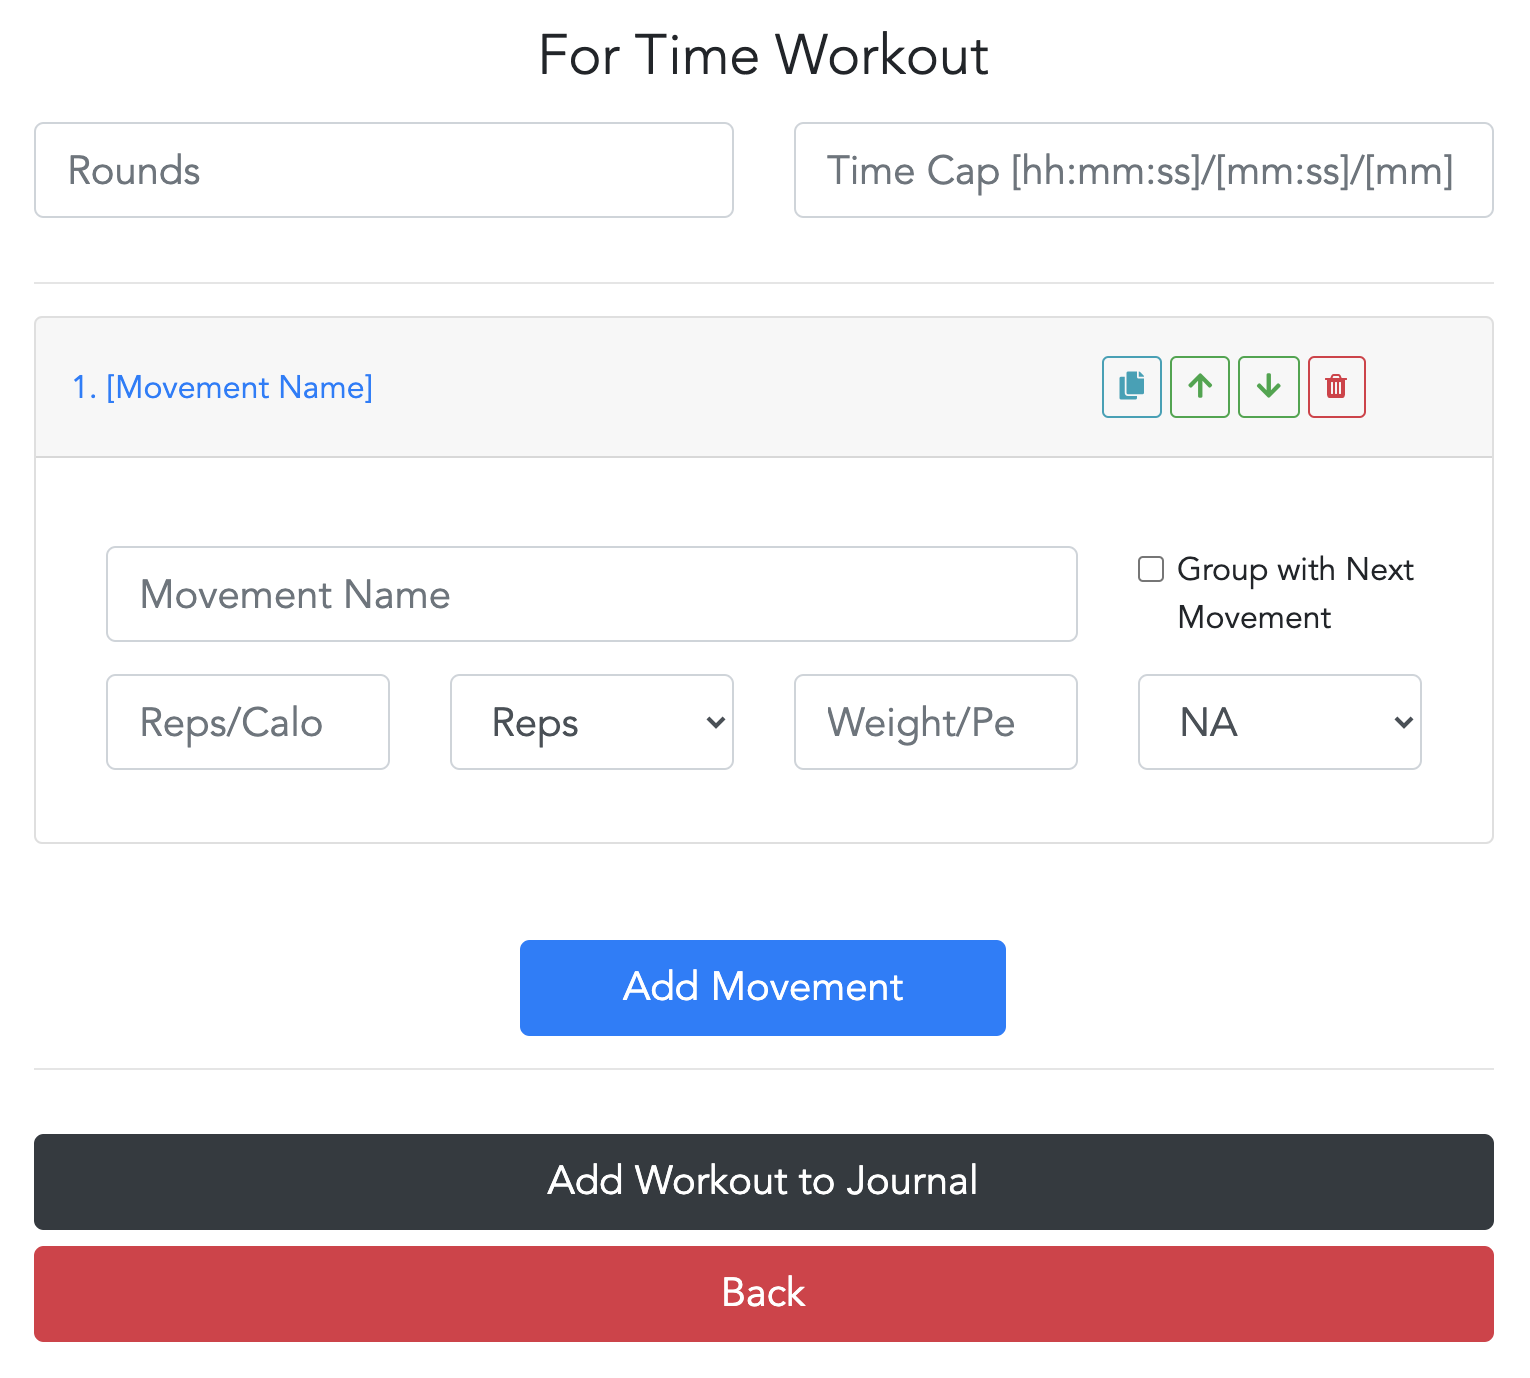 For Time Workout
Rounds
Time Cap [hh:mm:ss]/[mm:ss]/[mm]
1. [Movement Name]
Movement Name
Group with Next
Movement
Reps/Calo
Reps
Weight/Pe
NA
Add Movement
Add Workout to Journal
Back